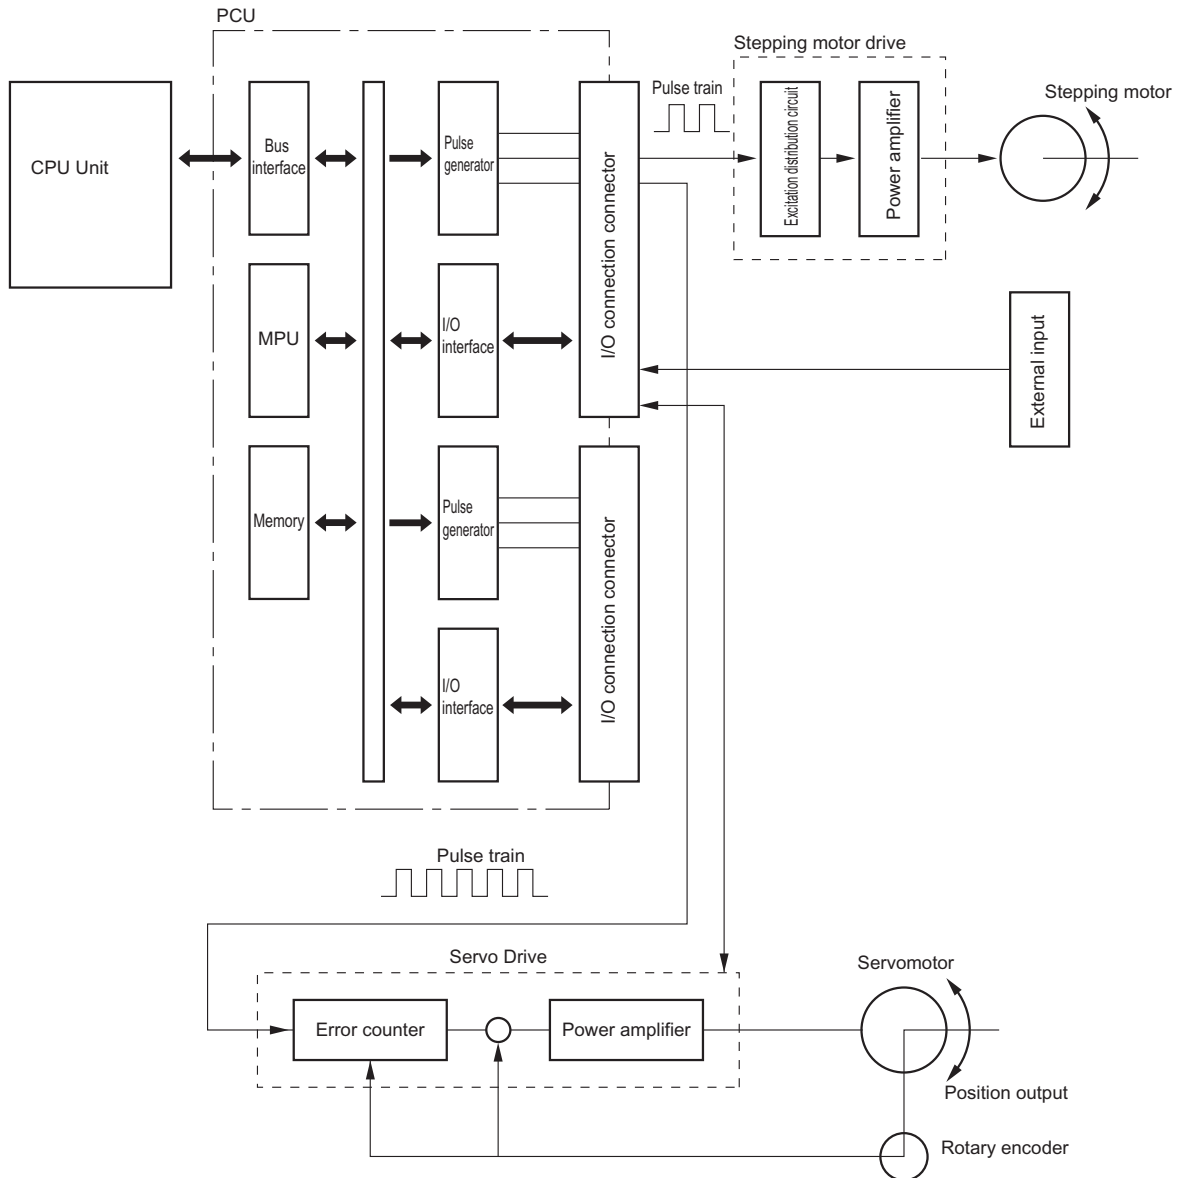 PCU
CPU Unit
Bus
interface
MPU
Memory
Pulse
generator
I/O
interface
Pulse
generator
I/O
interface
I/O connection connector
I/O connection connector
Pulse train
Stepping motor drive
Excitation distribution circuit
Power amplifier
Stepping motor
External input
Pulse train
Servo Drive
Error counter
Power amplifier
Servomotor
Position output
Rotary encoder